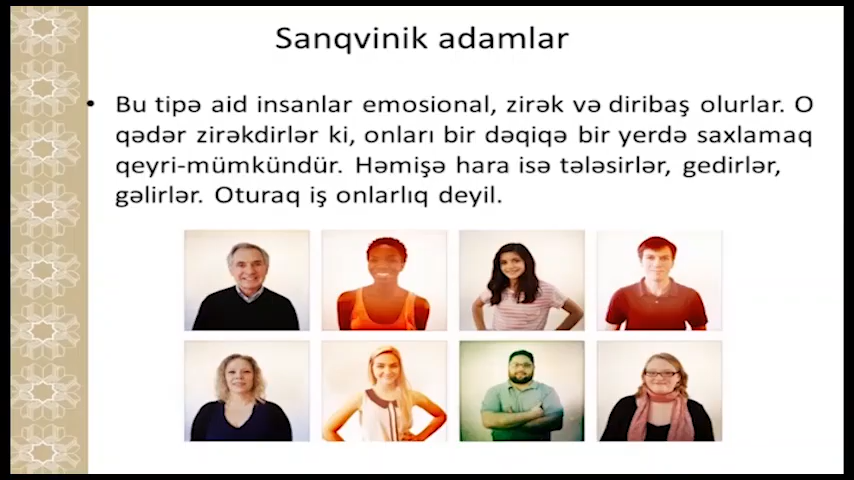 Sanqvinik adamlar
• Bu tipə aid insanlar emosional, zirək və diribaş olurlar. O
qədər zirəkdirlər ki, onları bir dəqiqə bir yerdə saxlamaq
qeyri-mümkündür. Həmişə hara isə tələsirlər, gedirlər,
gəlirlər. Oturaq iş onlarlıq deyil.